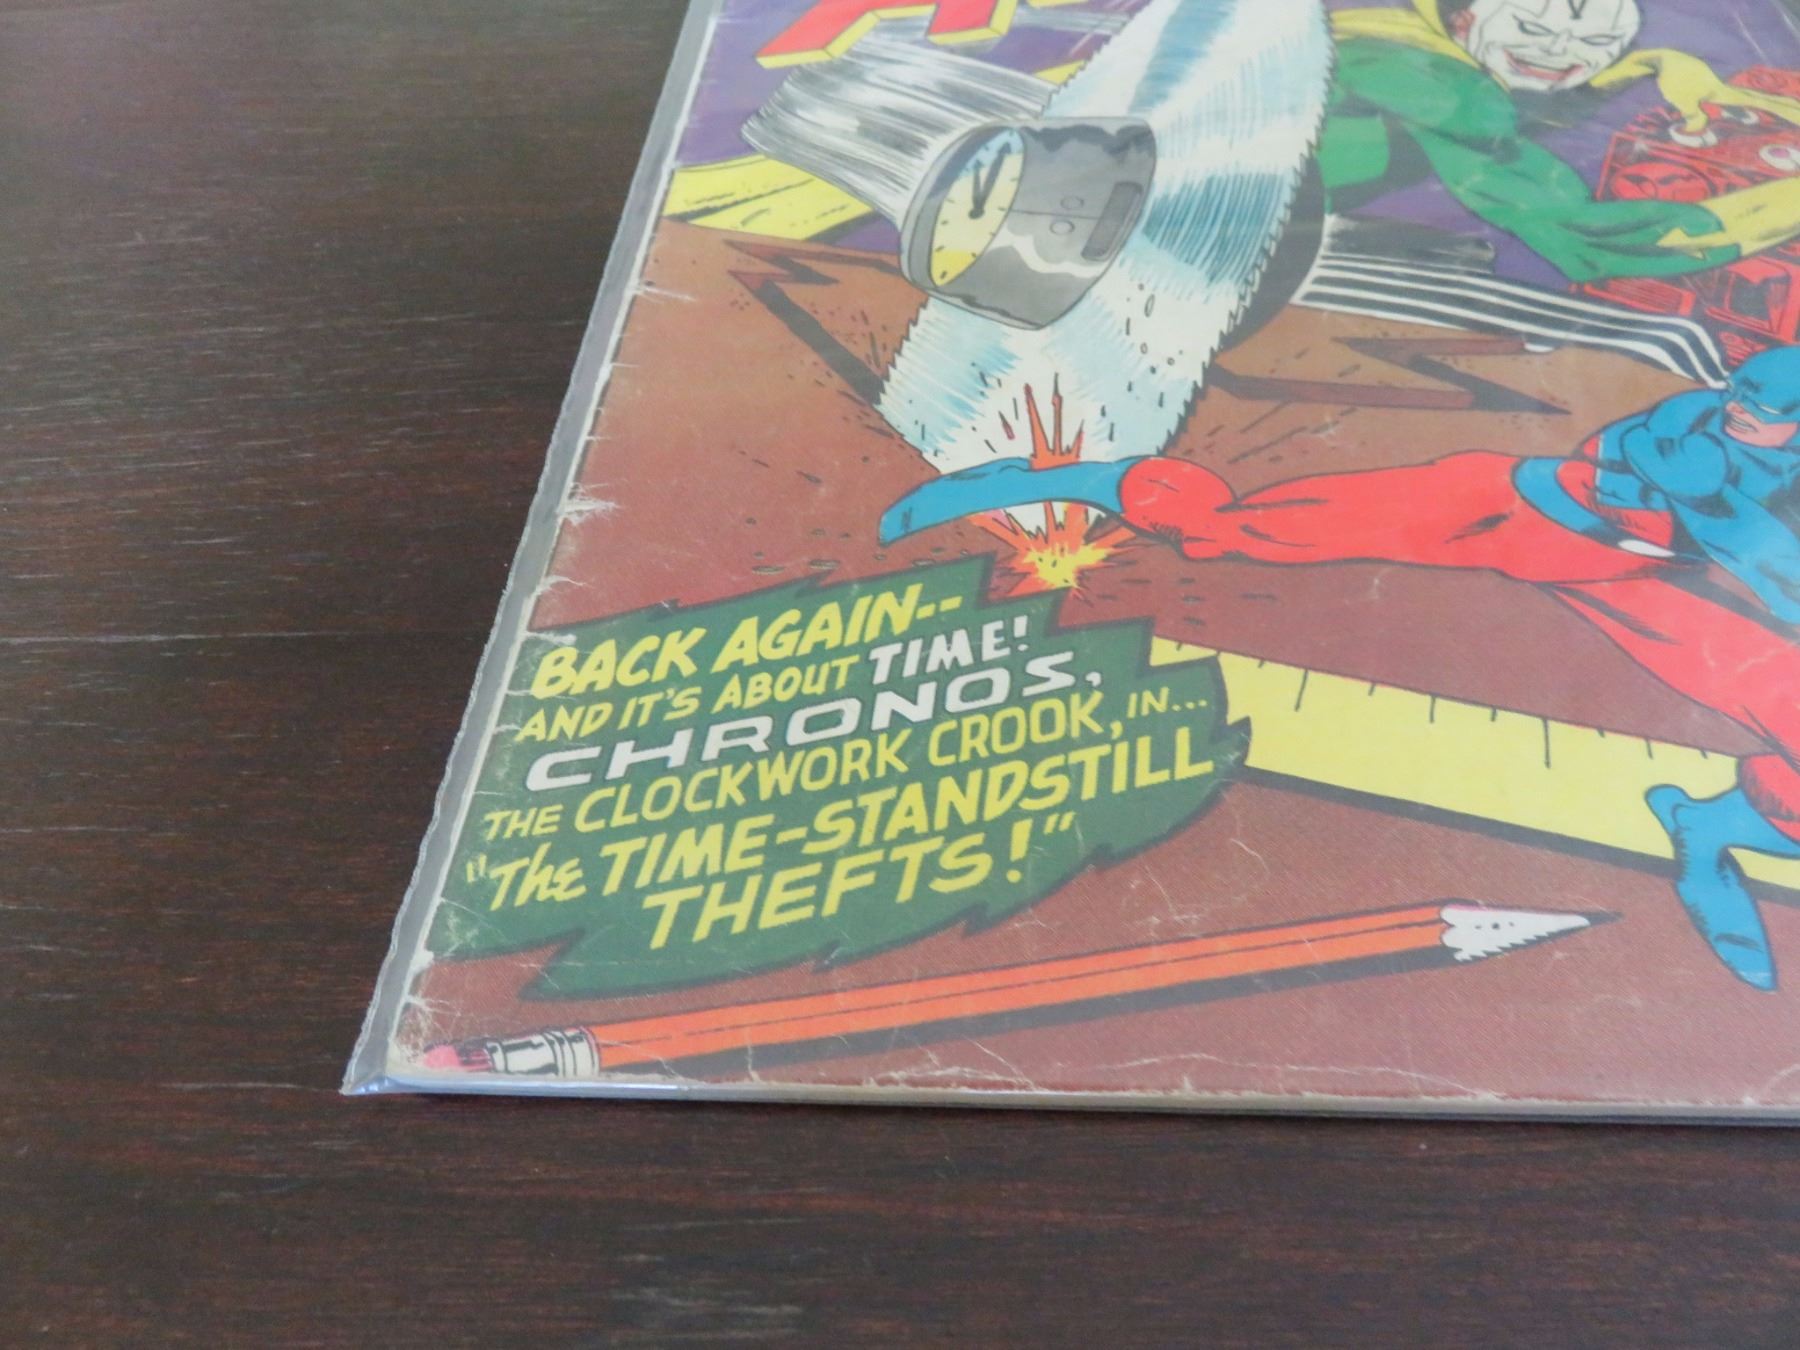 BACK AGAIN--
AND IT'S ABOUT TIME!
CHRONOS,
THE CLOCKWORK CROOK, IN...
"The TIME-STANDSTILL
THEFTS!"